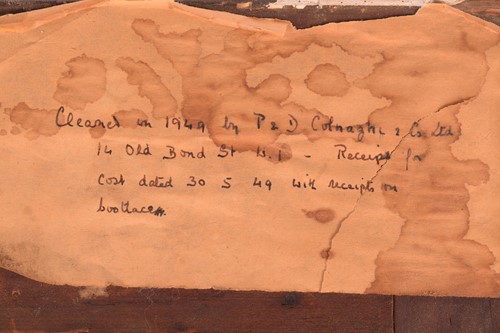 Cleaned in 1949 by P & D Colnaghi & Co Ltd
14 Old Bond St W.1 - Receipt for
cost dated 30 5 49 with receipts on